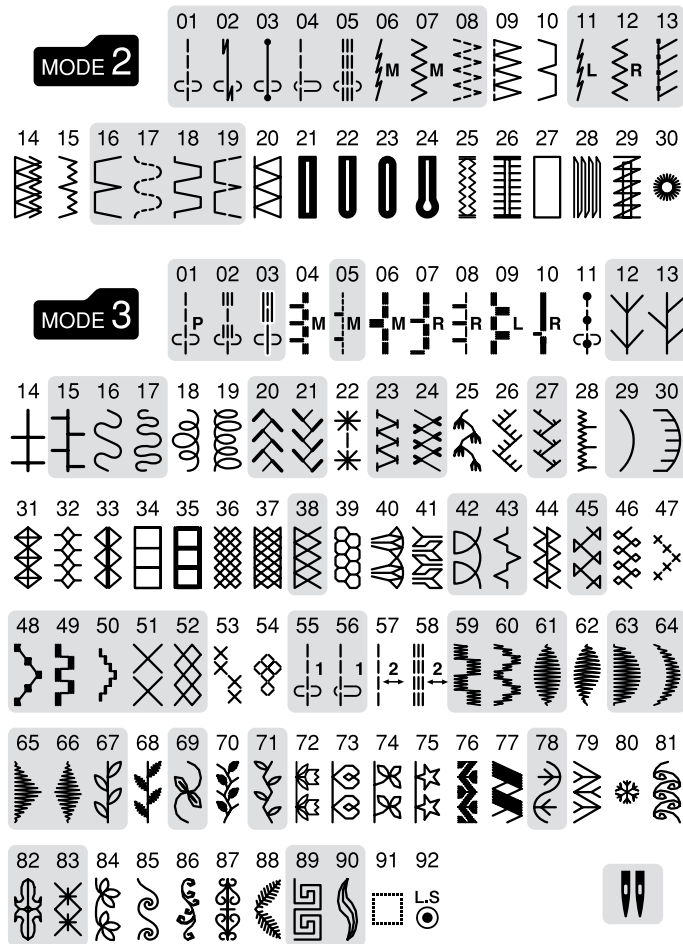 MODE 2
01 02 03 04 05 06 07 08 09 10 11 12 13
M M L R
14 15 16 17 18 19 20 21 22 23 24 25 26 27 28 29 30
MODE 3
01 02 03 04 05 06 07 08 09 10 11 12 13
P M M M R R L R
14 15 16 17 18 19 20 21 22 23 24 25 26 27 28 29 30
31 32 33 34 35 36 37 38 39 40 41 42 43 44 45 46 47
48 49 50 51 52 53 54 55 56 57 58 59 60 61 62 63 64
1 1 2 2
65 66 67 68 69 70 71 72 73 74 75 76 77 78 79 80 81
82 83 84 85 86 87 88 89 90 91 92
L.S